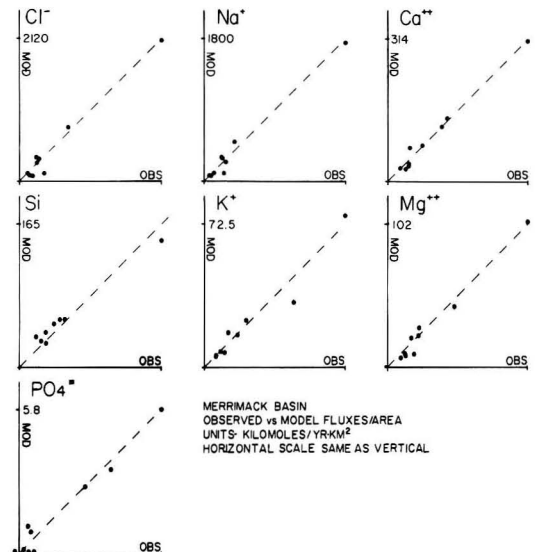 Cl⁻
2120
MOD
OBS
Na⁺
1800
MOD
OBS
Ca⁺⁺
314
MOD
OBS
Si
165
MOD
OBS
K⁺
72.5
MOD
OBS
Mg⁺⁺
102
MOD
OBS
PO4⁼
5.8
MOD
OBS
MERRIMACK BASIN
OBSERVED vs MODEL FLUXES/AREA
UNITS- KILOMOLES/YR·KM²
HORIZONTAL SCALE SAME AS VERTICAL